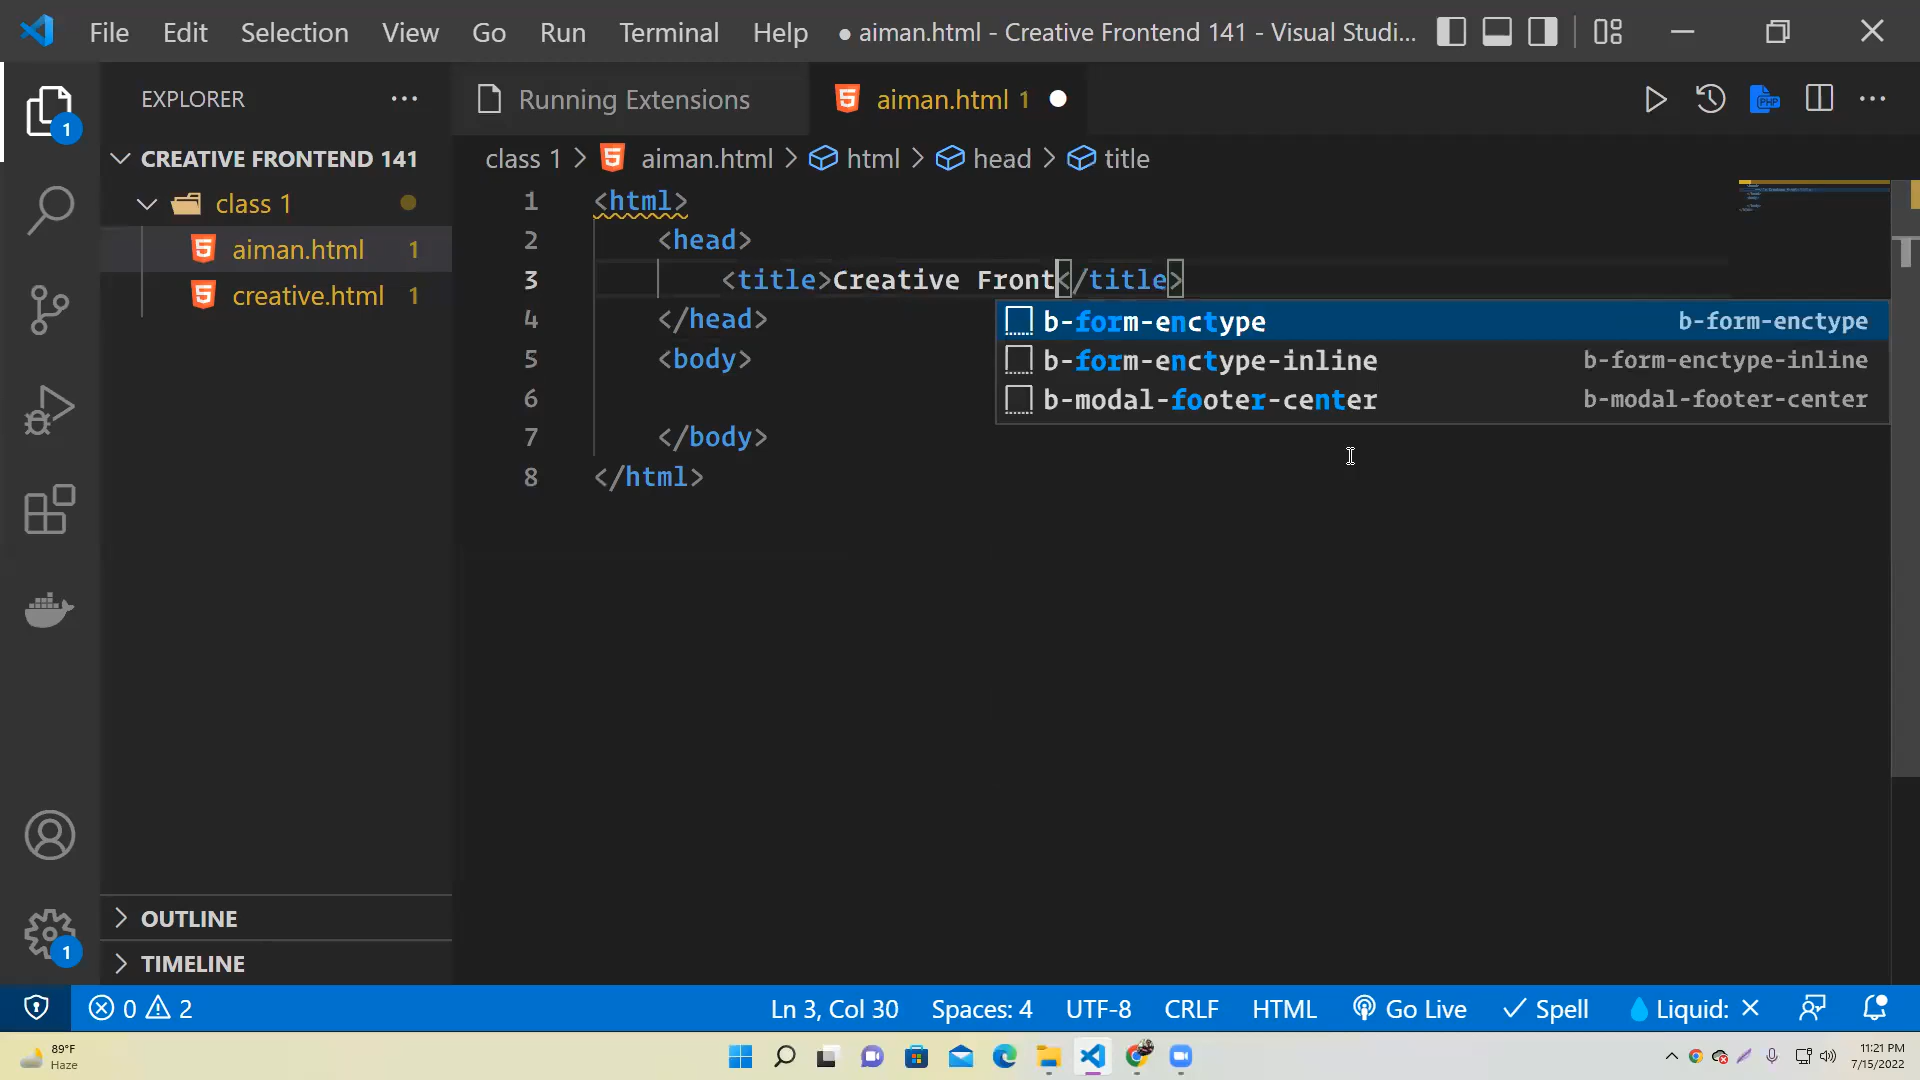 File Edit Selection View Go Run Terminal Help ● aiman.html - Creative Frontend 141 - Visual Studi...
EXPLORER ...
Running Extensions aiman.html 1
PHP
1
CREATIVE FRONTEND 141
class 1
aiman.html 1
creative.html 1
class 1 > aiman.html > html > head > title
1 <html>
2 <head>
3 <title>Creative Front</title>
4 </head>
5 <body>
6
7 </body>
8 </html>
b-form-enctype b-form-enctype
b-form-enctype-inline b-form-enctype-inline
b-modal-footer-center b-modal-footer-center
1
OUTLINE
TIMELINE
0 2 Ln 3, Col 30 Spaces: 4 UTF-8 CRLF HTML Go Live Spell Liquid:
89°F
Haze
11:21 PM
7/15/2022